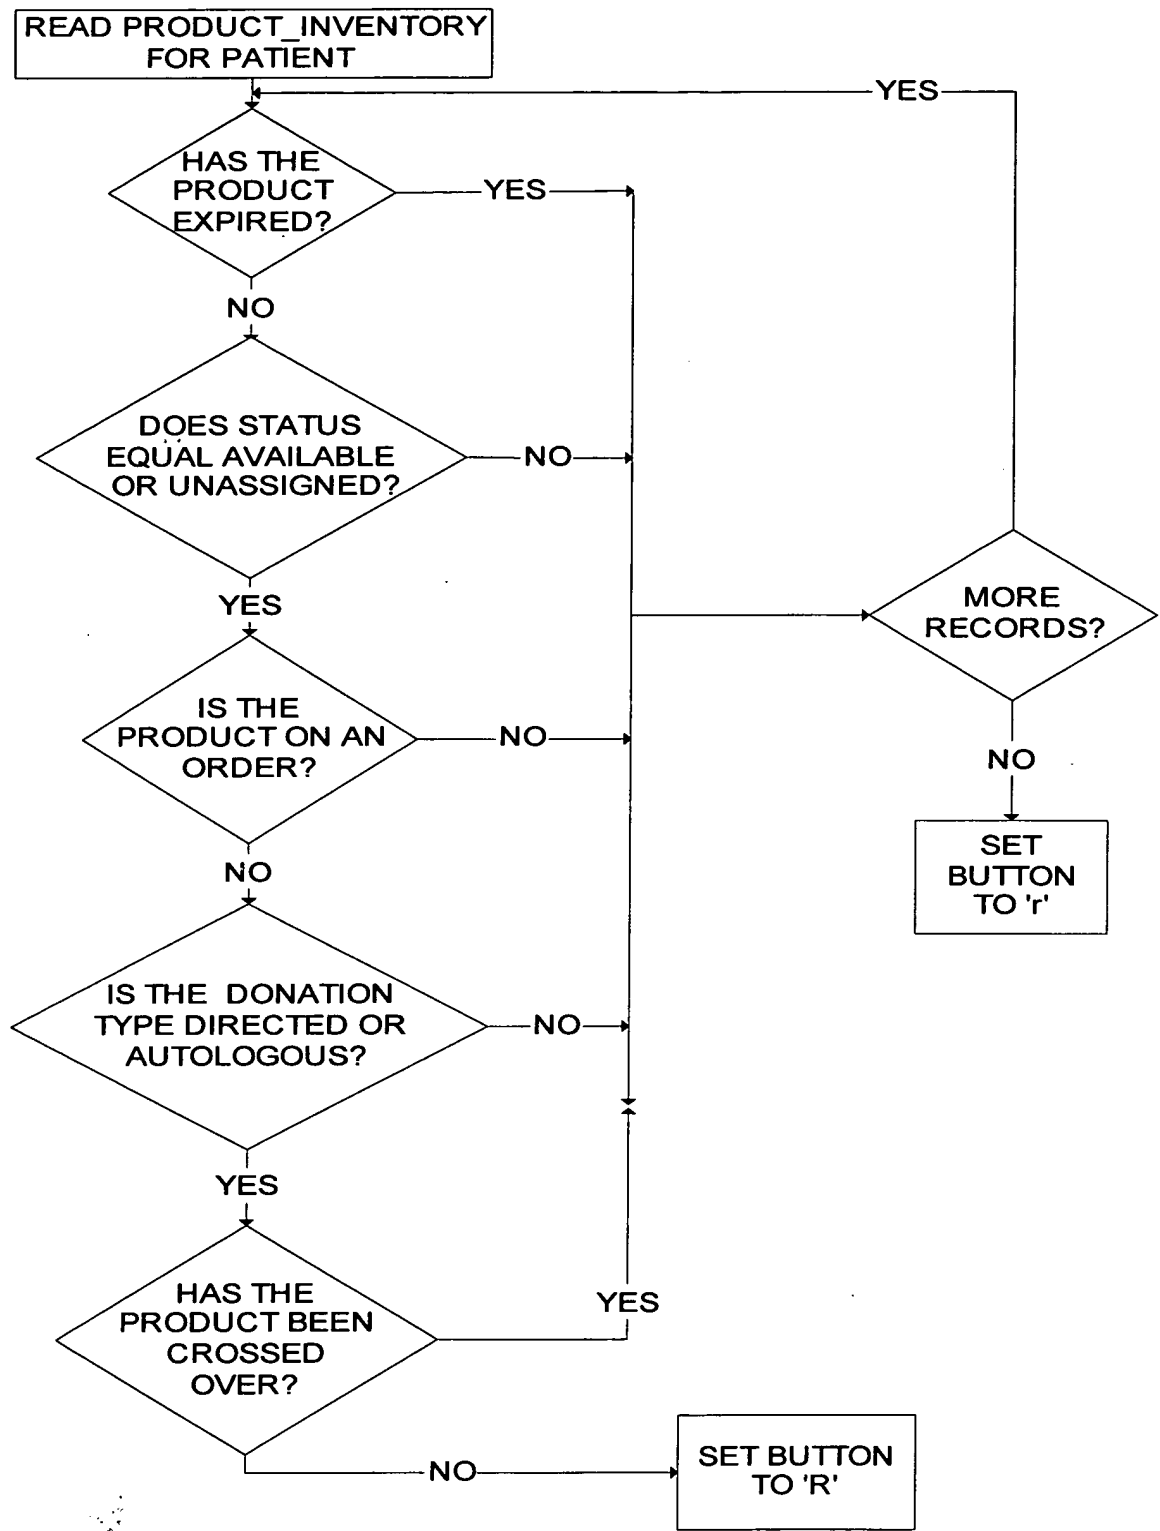 READ PRODUCT_INVENTORY
FOR PATIENT
YES
HAS THE
PRODUCT
EXPIRED?
YES
NO
DOES STATUS
EQUAL AVAILABLE
OR UNASSIGNED?
NO
YES
MORE
RECORDS?
IS THE
PRODUCT ON AN
ORDER?
NO
NO
SET
BUTTON
TO 'r'
NO
IS THE DONATION
TYPE DIRECTED OR
AUTOLOGOUS?
NO
YES
HAS THE
PRODUCT BEEN
CROSSED
OVER?
YES
NO
SET BUTTON
TO 'R'